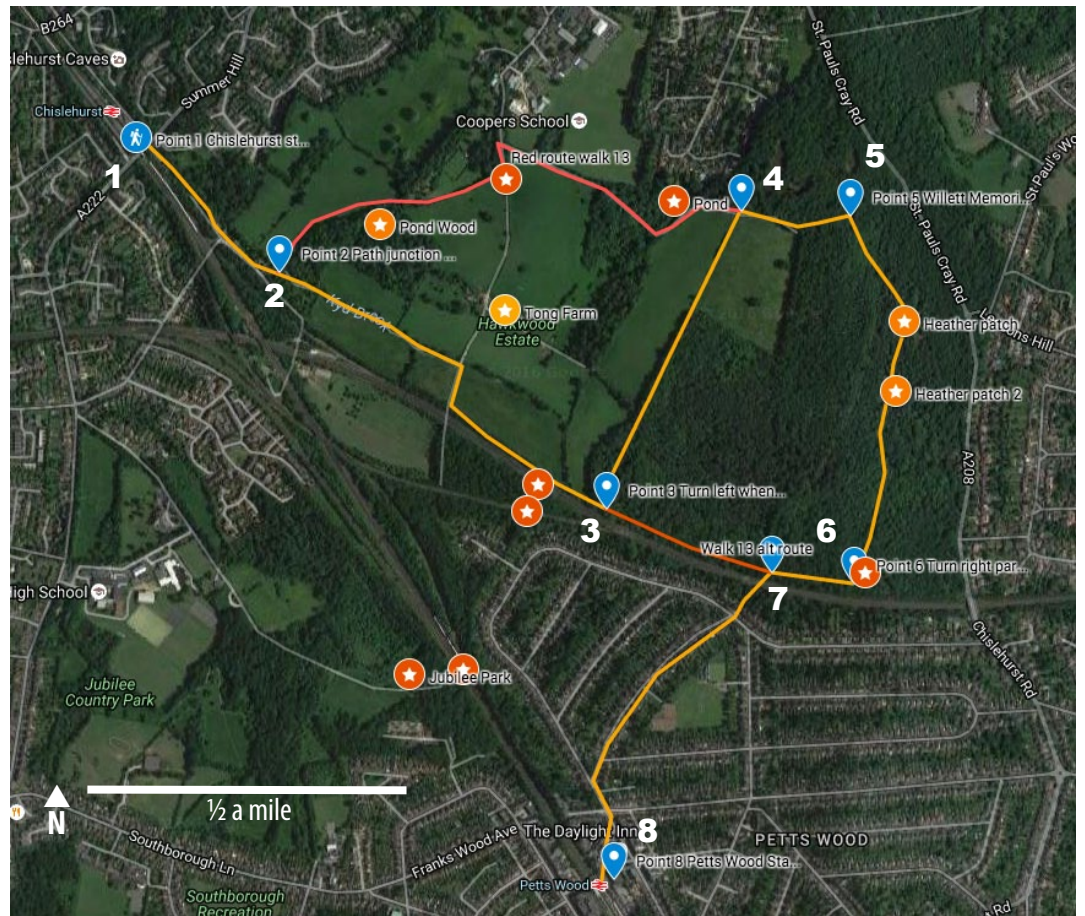 B264
slehurst Caves
Summer Hill
St. Pauls Cray Rd
Chislehurst
Coopers School
Point 1 Chislehurst st...
1
A222
Red route walk 13
4
5
St Paul's Wo
Pond
Point 5 Willett Memori...
St. Pauls Cray Rd
Pond Wood
Point 2 Path junction ...
2
Kyd Brook
Tong Farm
Hawkwood
Estate
Heather patch
Hill
Heather patch 2
A208
Point 3 Turn left when...
3
Walk 13 alt route
6
Point 6 Turn right par...
7
igh School
Chislehurst Rd
Jubilee Park
Jubilee
Country Park
½ a mile
N
Southborough Ln
Franks Wood Ave
The Daylight Inn
8
PETTS WOOD
Point 8 Petts Wood Sta...
Petts Wood
Southborough
Recreation
Rd